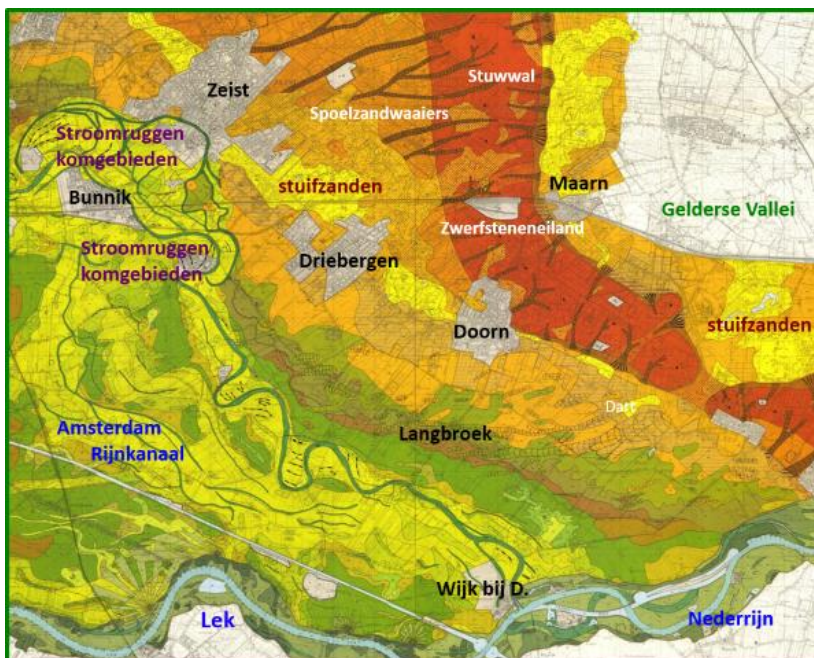 Stuwwal
Zeist
Spoelzandwaaiers
Stroomruggen
komgebieden
stuifzanden
Maarn
Bunnik
Gelderse Vallei
Zwerfsteneneiland
Stroomruggen
komgebieden
Driebergen
stuifzanden
Doorn
Dart
Amsterdam
Rijnkanaal
Langbroek
Wijk bij D.
Lek
Nederrijn